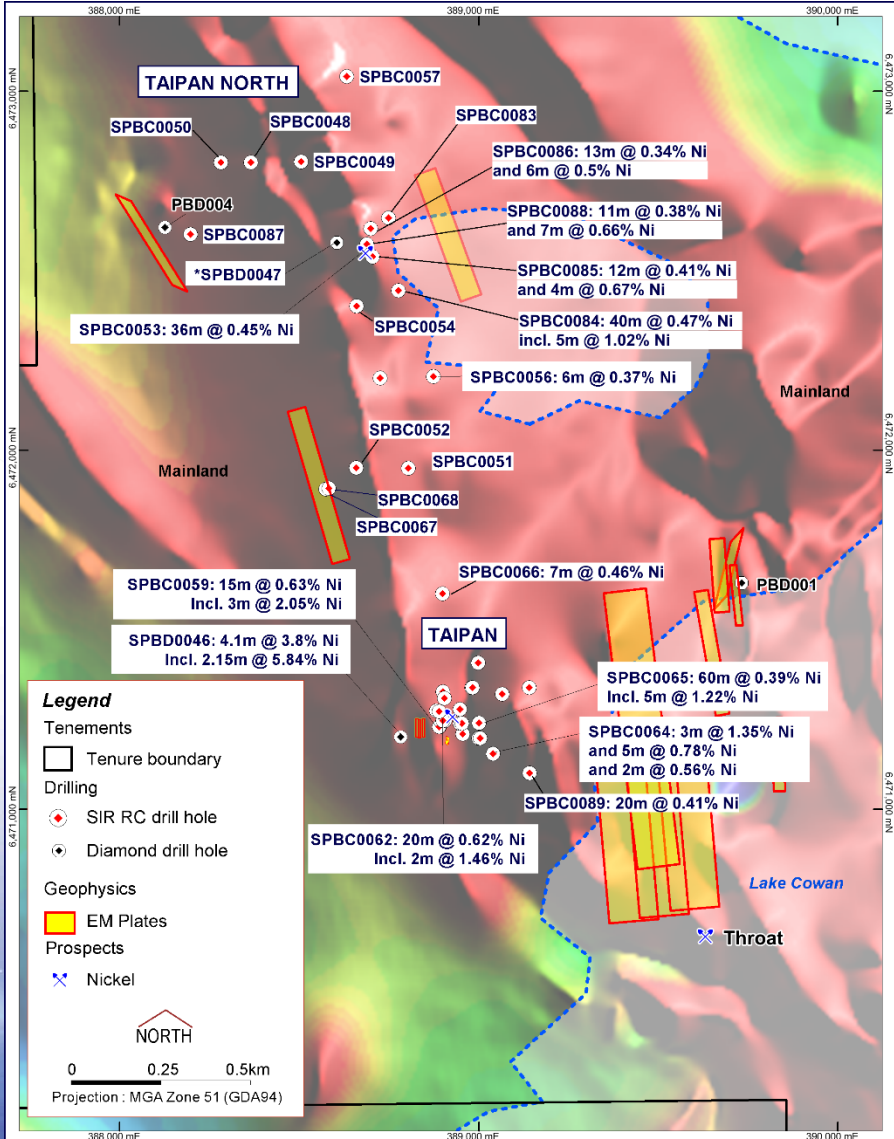 388,000 mE
389,000 mE
390,000 mE
6,473,000 mN
6,473,000 mN
TAIPAN NORTH
SPBC0057
SPBC0083
SPBC0050
SPBC0048
SPBC0049
SPBC0086: 13m @ 0.34% Ni
and 6m @ 0.5% Ni
PBD004
SPBC0087
SPBC0088: 11m @ 0.38% Ni
and 7m @ 0.66% Ni
*SPBD0047
SPBC0085: 12m @ 0.41% Ni
and 4m @ 0.67% Ni
SPBC0053: 36m @ 0.45% Ni
SPBC0054
SPBC0084: 40m @ 0.47% Ni
incl. 5m @ 1.02% Ni
SPBC0056: 6m @ 0.37% Ni
Mainland
6,472,000 mN
6,472,000 mN
SPBC0052
SPBC0051
Mainland
SPBC0068
SPBC0067
SPBC0059: 15m @ 0.63% Ni
Incl. 3m @ 2.05% Ni
SPBC0066: 7m @ 0.46% Ni
PBD001
SPBD0046: 4.1m @ 3.8% Ni
Incl. 2.15m @ 5.84% Ni
TAIPAN
SPBC0065: 60m @ 0.39% Ni
Incl. 5m @ 1.22% Ni
SPBC0064: 3m @ 1.35% Ni
and 5m @ 0.78% Ni
and 2m @ 0.56% Ni
SPBC0089: 20m @ 0.41% Ni
6,471,000 mN
6,471,000 mN
SPBC0062: 20m @ 0.62% Ni
Incl. 2m @ 1.46% Ni
Lake Cowan
Throat
Legend
Tenements
Tenure boundary
Drilling
SIR RC drill hole
Diamond drill hole
Geophysics
EM Plates
Prospects
Nickel
NORTH
0 0.25 0.5km
Projection : MGA Zone 51 (GDA94)
388,000 mE
389,000 mE
390,000 mE